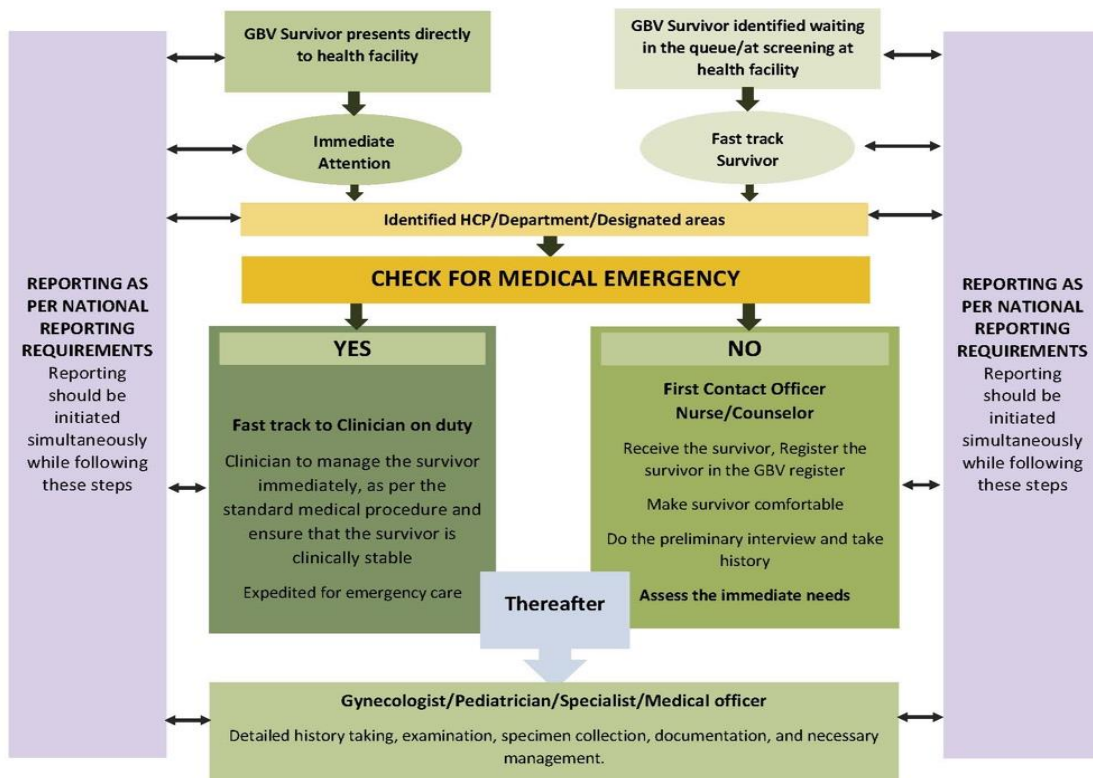 GBV Survivor presents directly
to health facility
GBV Survivor identified waiting
in the queue/at screening at
health facility
Immediate
Attention
Fast track
Survivor
Identified HCP/Department/Designated areas
CHECK FOR MEDICAL EMERGENCY
REPORTING AS
PER NATIONAL
REPORTING
REQUIREMENTS
Reporting
should be
initiated
simultaneously
while following
these steps
YES
Fast track to Clinician on duty
Clinician to manage the survivor
immediately, as per the
standard medical procedure and
ensure that the survivor is
clinically stable
Expedited for emergency care
NO
First Contact Officer
Nurse/Counselor
Receive the survivor, Register the
survivor in the GBV register
Make survivor comfortable
Do the preliminary interview and take
history
Assess the immediate needs
REPORTING AS
PER NATIONAL
REPORTING
REQUIREMENTS
Reporting
should be
initiated
simultaneously
while following
these steps
Thereafter
Gynecologist/Pediatrician/Specialist/Medical officer
Detailed history taking, examination, specimen collection, documentation, and necessary
management.